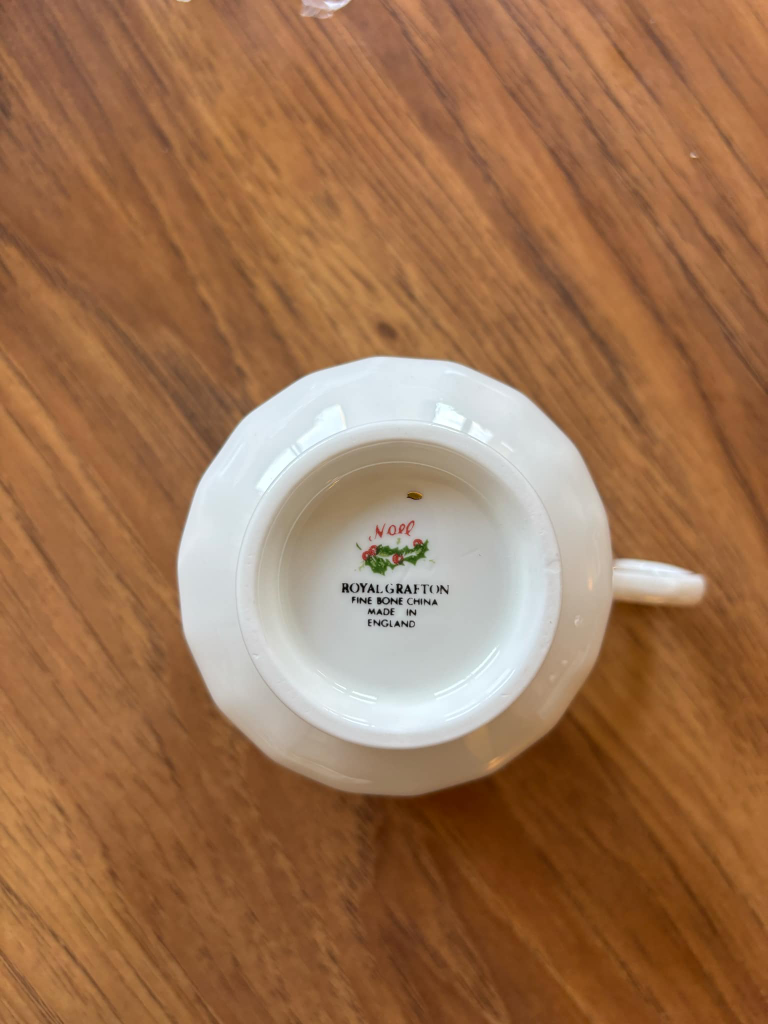 Noel
ROYAL GRAFTON
FINE BONE CHINA
MADE IN
ENGLAND